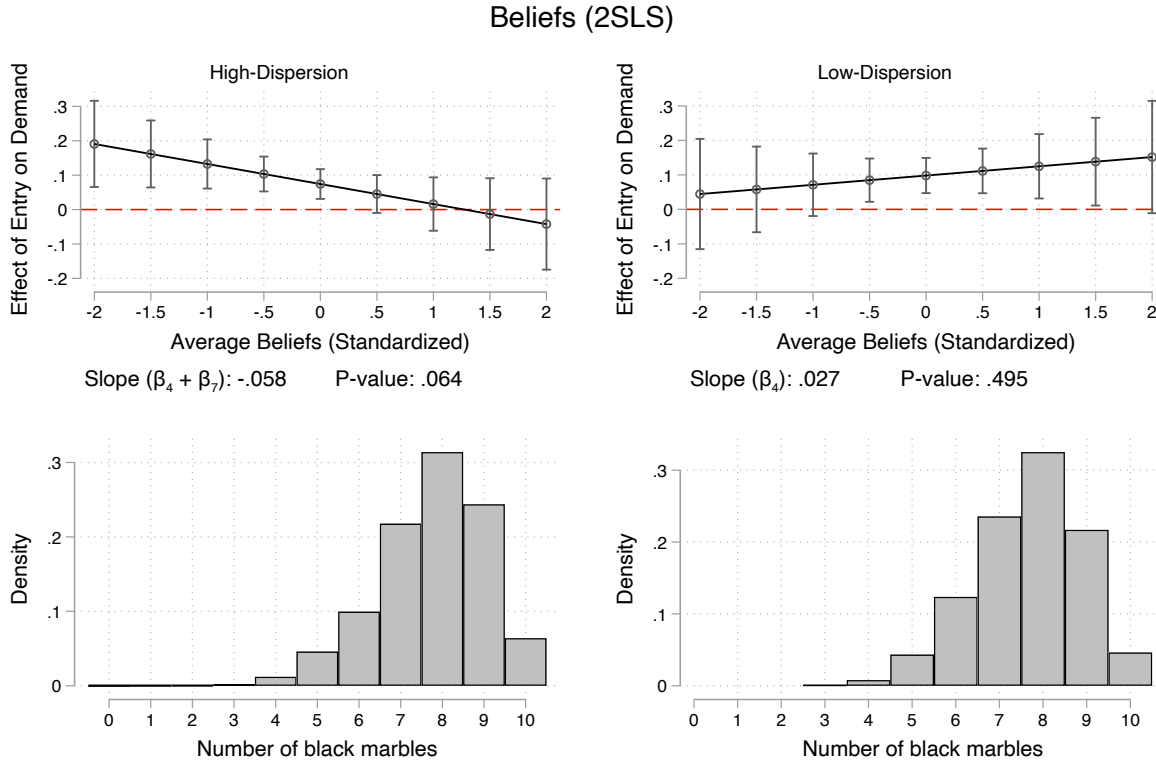 Beliefs (2SLS)
High-Dispersion
Effect of Entry on Demand
.3
.2
.1
0
-.1
-.2
-2 -1.5 -1 -.5 0 .5 1 1.5 2
Average Beliefs (Standardized)
Slope (β₄ + β₇): -.058 P-value: .064
Low-Dispersion
Effect of Entry on Demand
.3
.2
.1
0
-.1
-.2
-2 -1.5 -1 -.5 0 .5 1 1.5 2
Average Beliefs (Standardized)
Slope (β₄): .027 P-value: .495
Density
.3
.2
.1
0
0 1 2 3 4 5 6 7 8 9 10
Number of black marbles
Density
.3
.2
.1
0
0 1 2 3 4 5 6 7 8 9 10
Number of black marbles